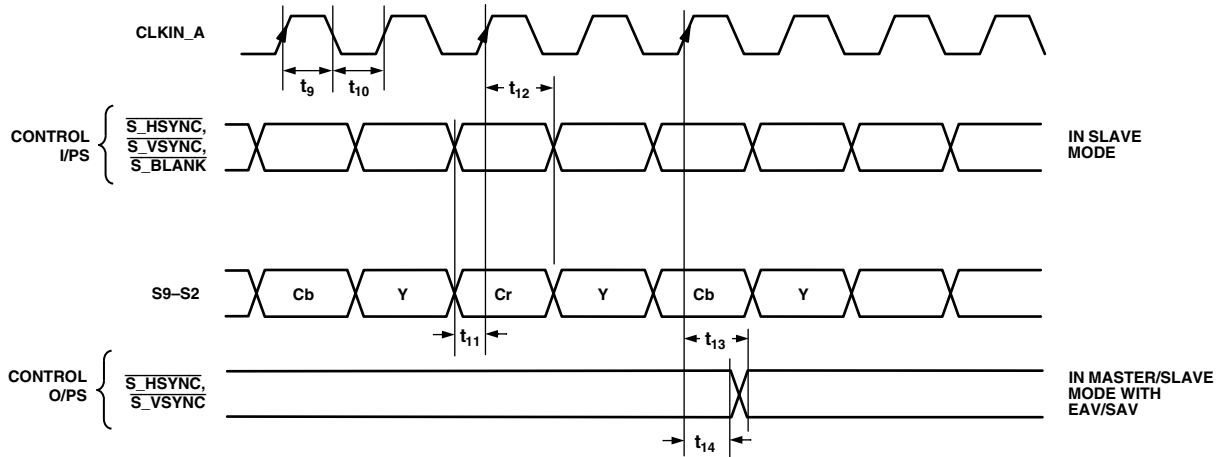 CLKIN_A
t9
t10
t12
CONTROL
I/PS
S_HSYNC,
S_VSYNC,
S_BLANK
IN SLAVE
MODE
S9–S2
Cb
Y
Cr
Y
Cb
Y
t11
t13
CONTROL
O/PS
S_HSYNC,
S_VSYNC
IN MASTER/SLAVE
MODE WITH
EAV/SAV
t14